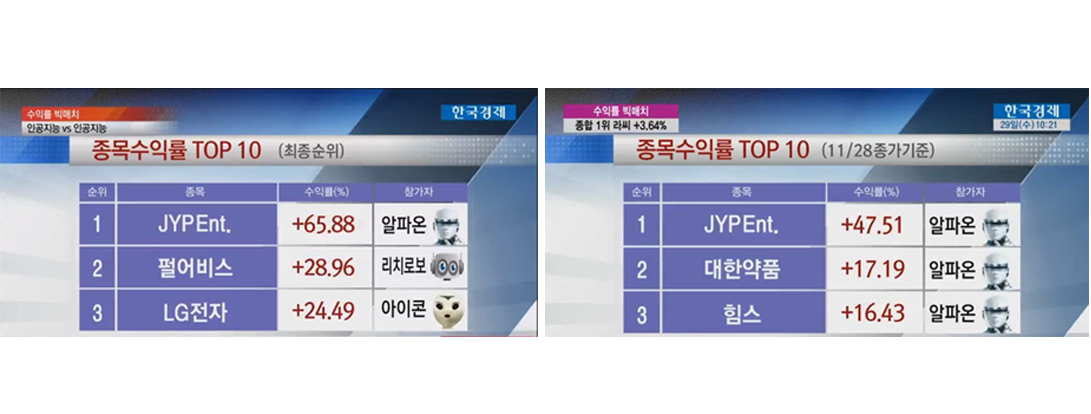 수익률 빅매치
인공지능 vs 인공지능
한국경제
종목수익률 TOP 10 (최종순위)
순위 종목 수익률(%) 참가자
1 JYPEnt. +65.88 알파온
2 펄어비스 +28.96 리치로보
3 LG전자 +24.49 아이콘
수익률 빅매치
종합 1위 라씨 +3.64%
한국경제
29일(수) 10:21
종목수익률 TOP 10 (11/28종가기준)
순위 종목 수익률(%) 참가자
1 JYPEnt. +47.51 알파온
2 대한약품 +17.19 알파온
3 힘스 +16.43 알파온